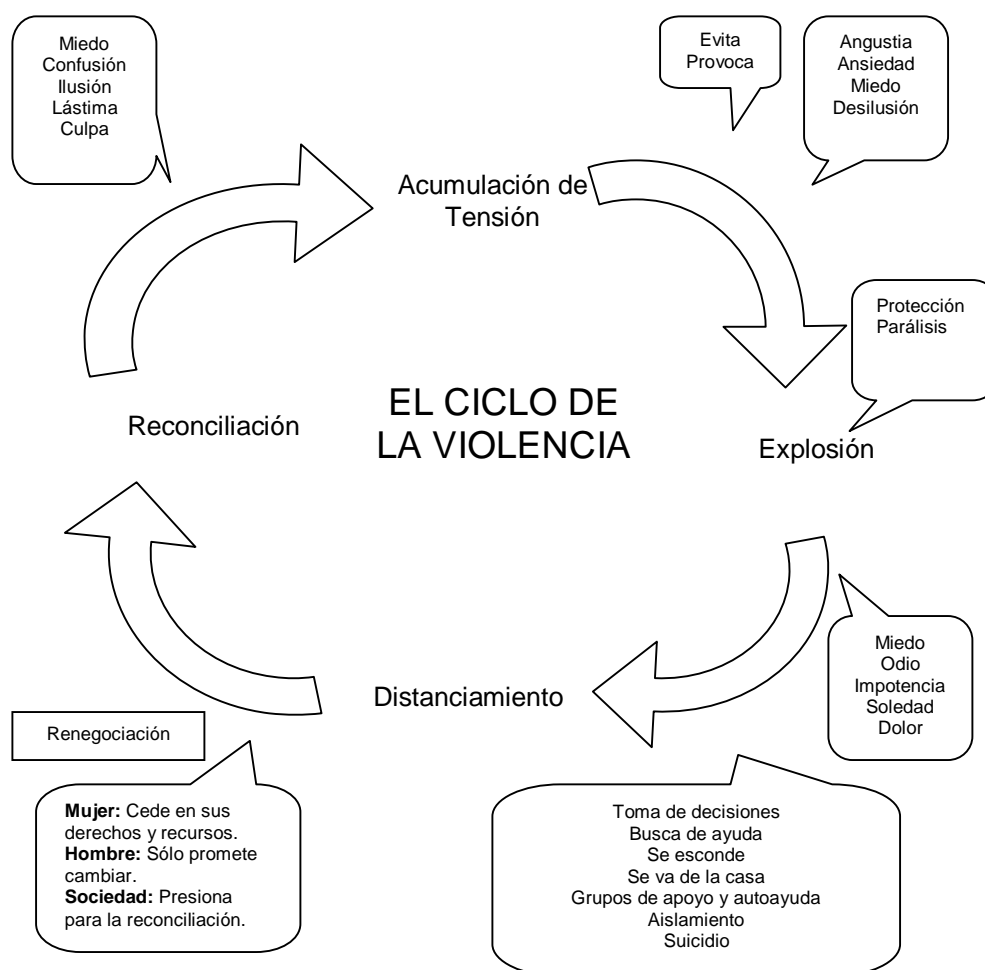 Miedo
Confusión
Ilusión
Lástima
Culpa
Evita
Provoca
Angustia
Ansiedad
Miedo
Desilusión
Acumulación de
Tensión
Protección
Parálisis
EL CICLO DE
LA VIOLENCIA
Reconciliación
Explosión
Miedo
Odio
Impotencia
Soledad
Dolor
Distanciamiento
Renegociación
Mujer: Cede en sus
derechos y recursos.
Hombre: Sólo promete
cambiar.
Sociedad: Presiona
para la reconciliación.
Toma de decisiones
Busca de ayuda
Se esconde
Se va de la casa
Grupos de apoyo y autoayuda
Aislamiento
Suicidio